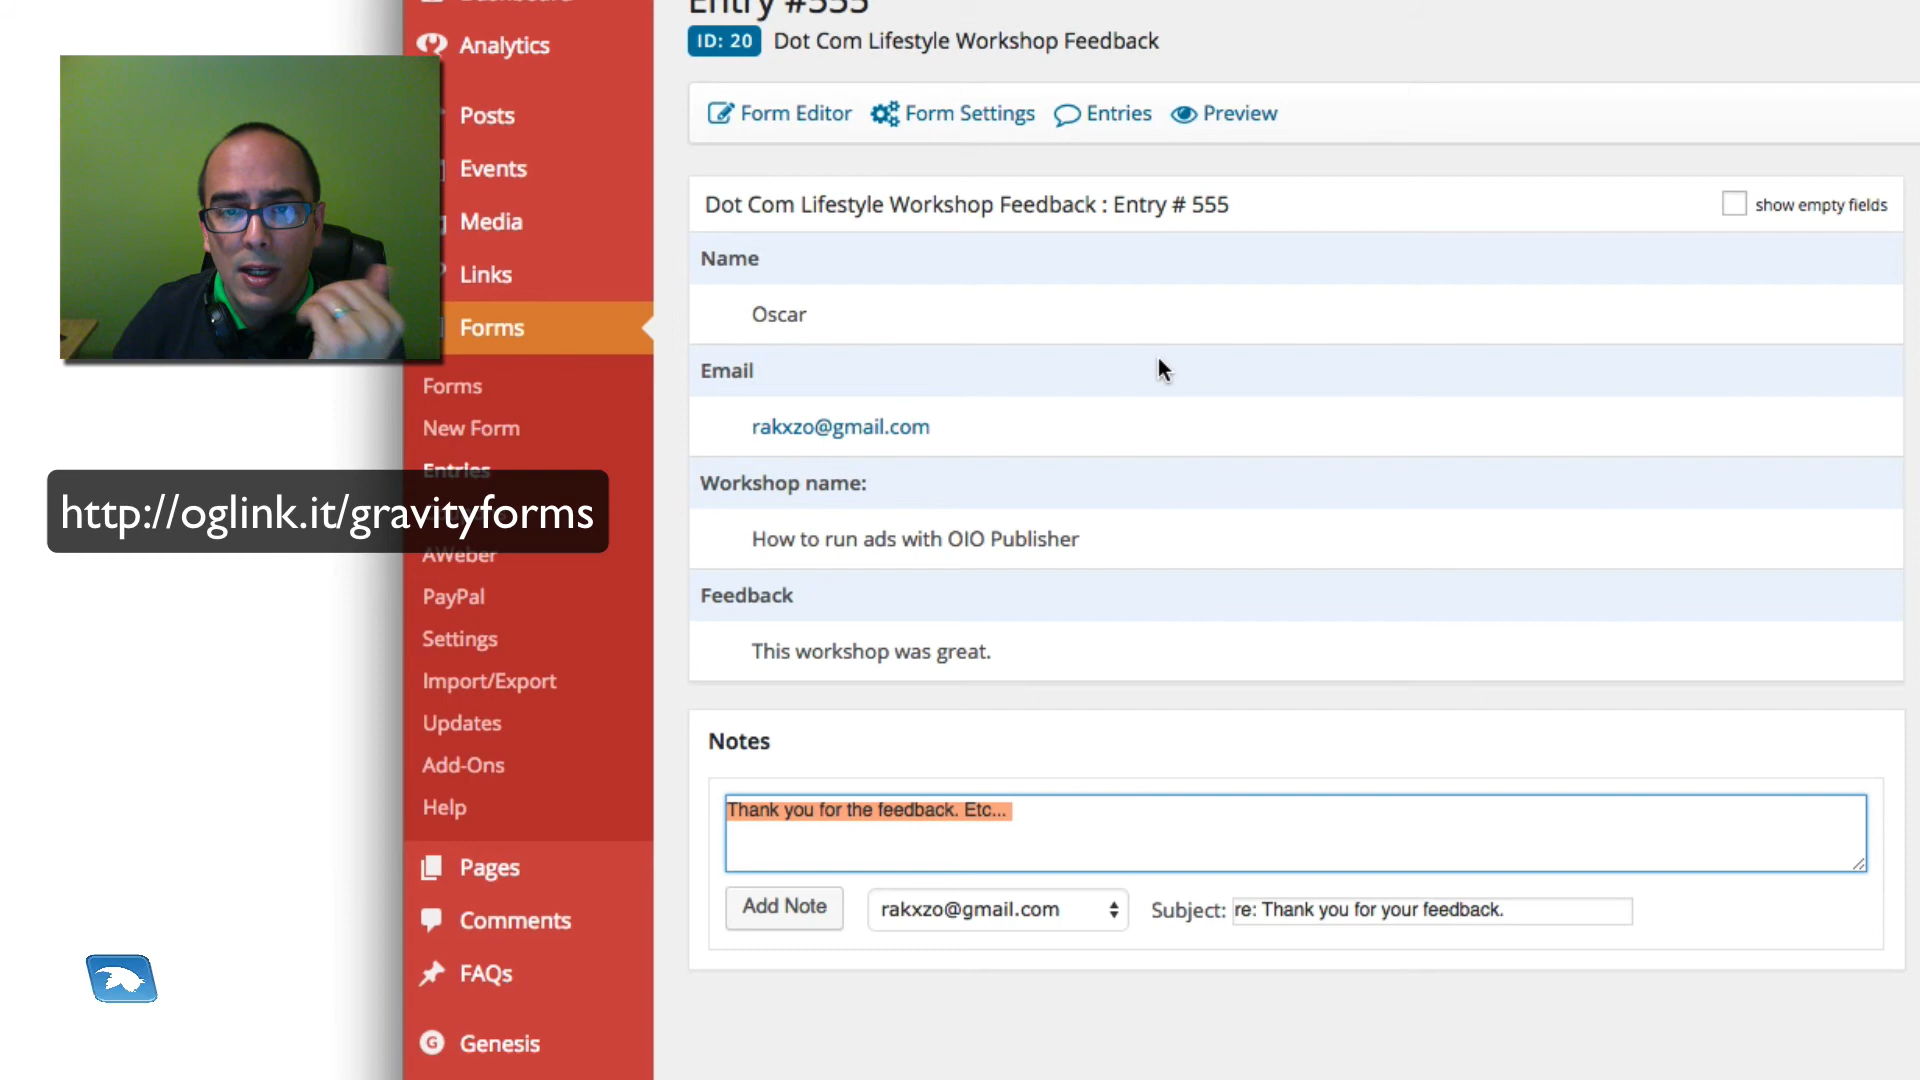 Entry #555
ID: 20 Dot Com Lifestyle Workshop Feedback
Form Editor Form Settings Entries Preview
Dot Com Lifestyle Workshop Feedback : Entry # 555
show empty fields
Name
Oscar
Email
rakxzo@gmail.com
Workshop name:
How to run ads with OIO Publisher
Feedback
This workshop was great.
Notes
Thank you for the feedback. Etc...
Add Note
rakxzo@gmail.com
Subject: re: Thank you for your feedback.
Dashboard
Analytics
Posts
Events
Media
Links
Forms
Forms
New Form
Entries
http://oglink.it/gravityforms
AWeber
PayPal
Settings
Import/Export
Updates
Add-Ons
Help
Pages
Comments
FAQs
G Genesis